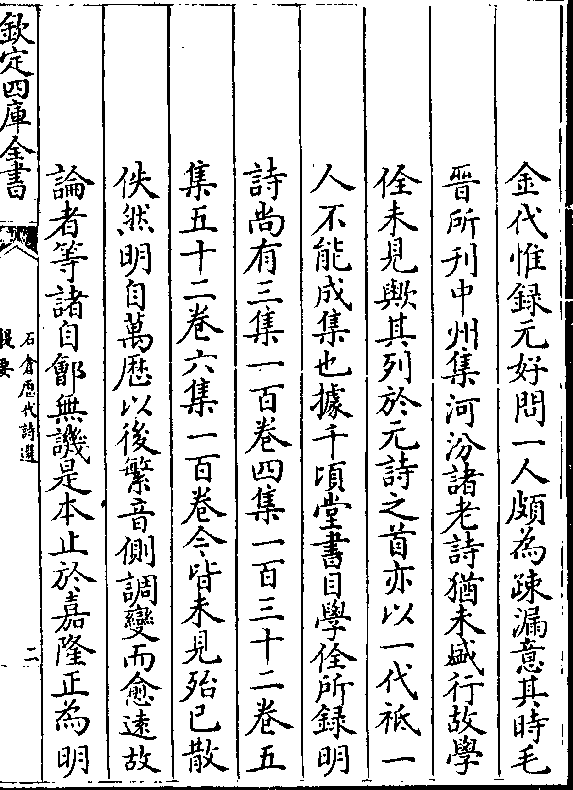 金代惟録元好問一人頗為疎漏意其時毛
晉所刊中州集河汾諸老詩猶未盛行故學
佺未見歟其列於元詩之首亦以一代祗一
人不能成集也據千頃堂書目學佺所録明
詩尚有三集一百卷四集一百三十二卷五
集五十二卷六集一百卷今皆未見殆已散
佚然明自萬厯以後繁音側調變而愈逺故
論者等諸自鄶無譏是本止於嘉隆正為明
欽定四庫全書
石倉歴代詩選
提要
二